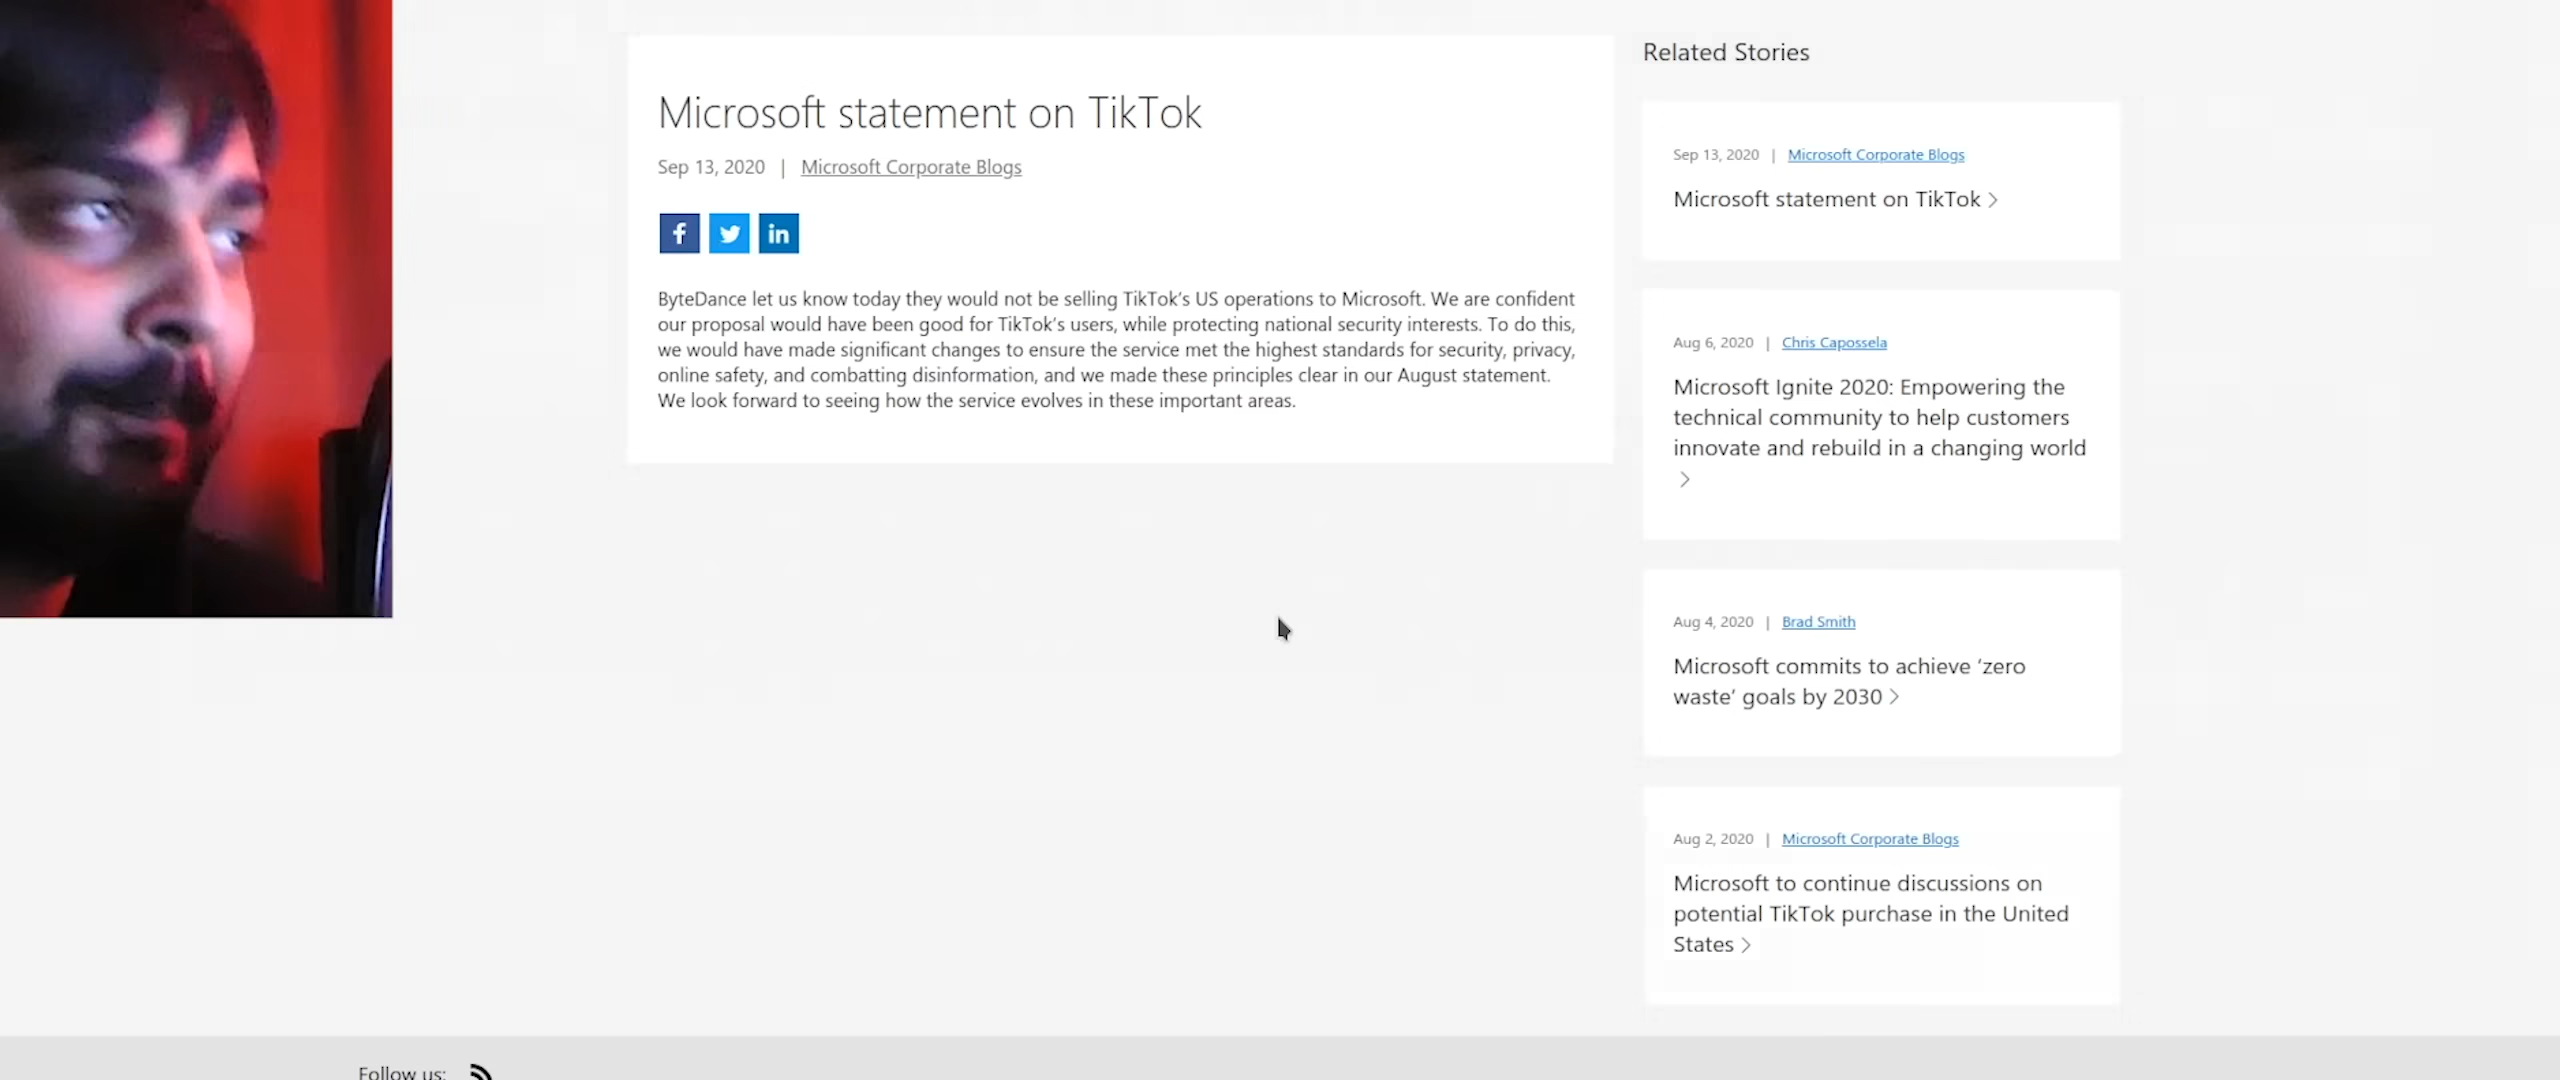 Microsoft statement on TikTok
Sep 13, 2020 | Microsoft Corporate Blogs
ByteDance let us know today they would not be selling TikTok’s US operations to Microsoft. We are confident
our proposal would have been good for TikTok’s users, while protecting national security interests. To do this,
we would have made significant changes to ensure the service met the highest standards for security, privacy,
online safety, and combatting disinformation, and we made these principles clear in our August statement.
We look forward to seeing how the service evolves in these important areas.
Related Stories
Sep 13, 2020 | Microsoft Corporate Blogs
Microsoft statement on TikTok >
Aug 6, 2020 | Chris Capossela
Microsoft Ignite 2020: Empowering the
technical community to help customers
innovate and rebuild in a changing world
>
Aug 4, 2020 | Brad Smith
Microsoft commits to achieve ‘zero
waste’ goals by 2030 >
Aug 2, 2020 | Microsoft Corporate Blogs
Microsoft to continue discussions on
potential TikTok purchase in the United
States >
Follow us: